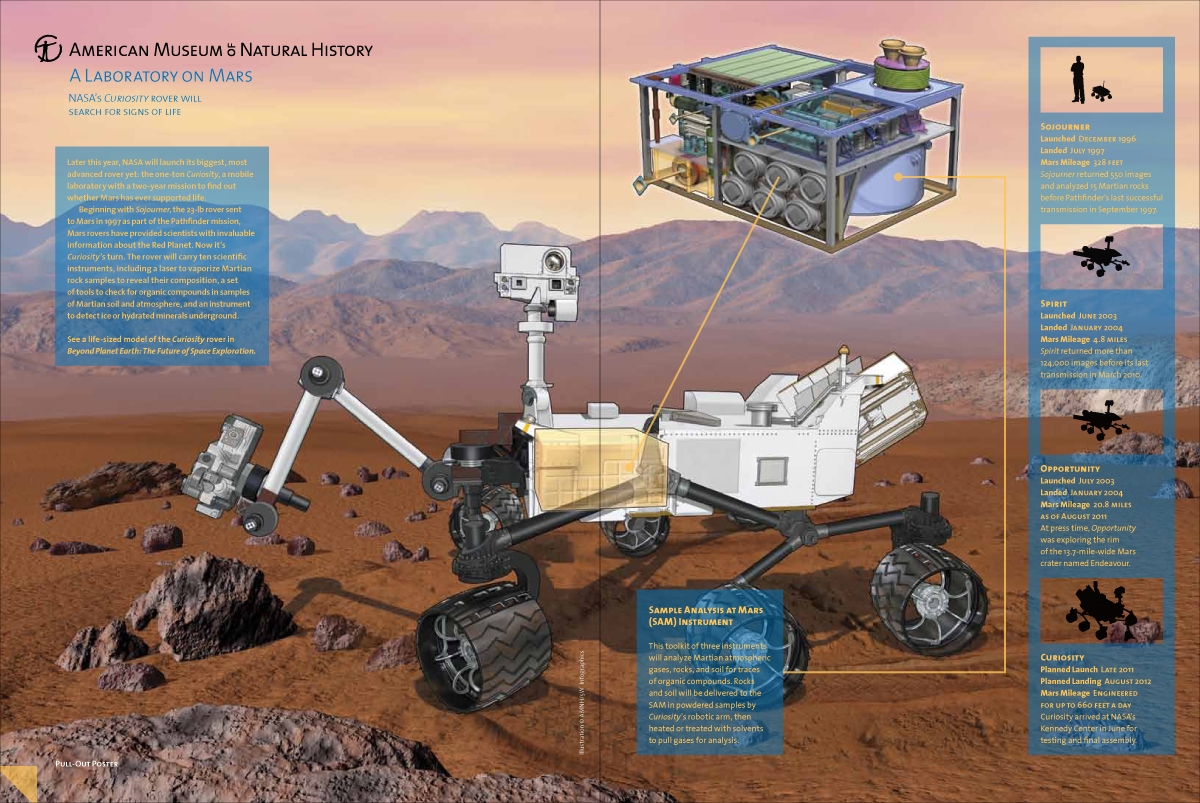 AMERICAN MUSEUM OF NATURAL HISTORY
A LABORATORY ON MARS
NASA'S CURIOSITY ROVER WILL
SEARCH FOR SIGNS OF LIFE
Later this year, NASA will launch its biggest, most
advanced rover yet: the one-ton Curiosity, a mobile
laboratory with a two-year mission to find out
whether Mars has ever supported life.
Beginning with Sojourner, the 23-lb rover sent
to Mars in 1997 as part of the Pathfinder mission,
Mars rovers have provided scientists with invaluable
information about the Red Planet. Now it's
Curiosity's turn. The rover will carry ten scientific
instruments, including a laser to vaporize Martian
rock samples to reveal their composition, a set
of tools to check for organic compounds in samples
of Martian soil and atmosphere, and an instrument
to detect ice or hydrated minerals underground.
See a life-sized model of the Curiosity rover in
Beyond Planet Earth: The Future of Space Exploration.
SAMPLE ANALYSIS AT MARS
(SAM) INSTRUMENT
This toolkit of three instruments
will analyze Martian atmospheric
gases, rocks, and soil for traces
of organic compounds. Rocks
and soil will be delivered to the
SAM in powdered samples by
Curiosity's robotic arm, then
heated or treated with solvents
to pull gases for analysis.
SOJOURNER
Launched DECEMBER 1996
Landed JULY 1997
Mars Mileage 328 FEET
Sojourner returned 550 images
and analyzed 15 Martian rocks
before Pathfinder's last successful
transmission in September 1997.
SPIRIT
Launched JUNE 2003
Landed JANUARY 2004
Mars Mileage 4.8 MILES
Spirit returned more than
124,000 images before its last
transmission in March 2010.
OPPORTUNITY
Launched JULY 2003
Landed JANUARY 2004
Mars Mileage 20.8 MILES
AS OF AUGUST 2011
At press time, Opportunity
was exploring the rim
of the 13.7-mile-wide Mars
crater named Endeavour.
CURIOSITY
Planned Launch LATE 2011
Planned Landing AUGUST 2012
Mars Mileage ENGINEERED
FOR UP TO 660 FEET A DAY
Curiosity arrived at NASA's
Kennedy Center in June for
testing and final assembly.
PULL-OUT POSTER